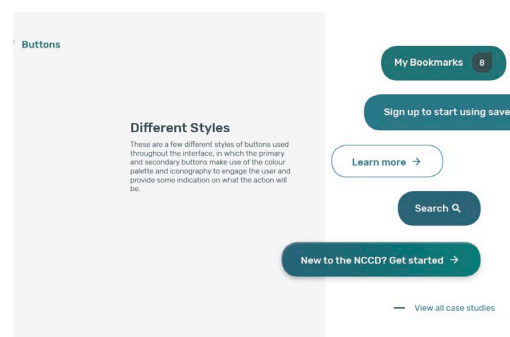 Buttons
My Bookmarks 8
Sign up to start using save
Different Styles
These are a few different styles of buttons used
throughout the interface, in which the primary
and secondary buttons make use of the colour
palette and iconography to engage the user and
provide some indication on what the action will
be.
Learn more →
Search
New to the NCCD? Get started →
View all case studies